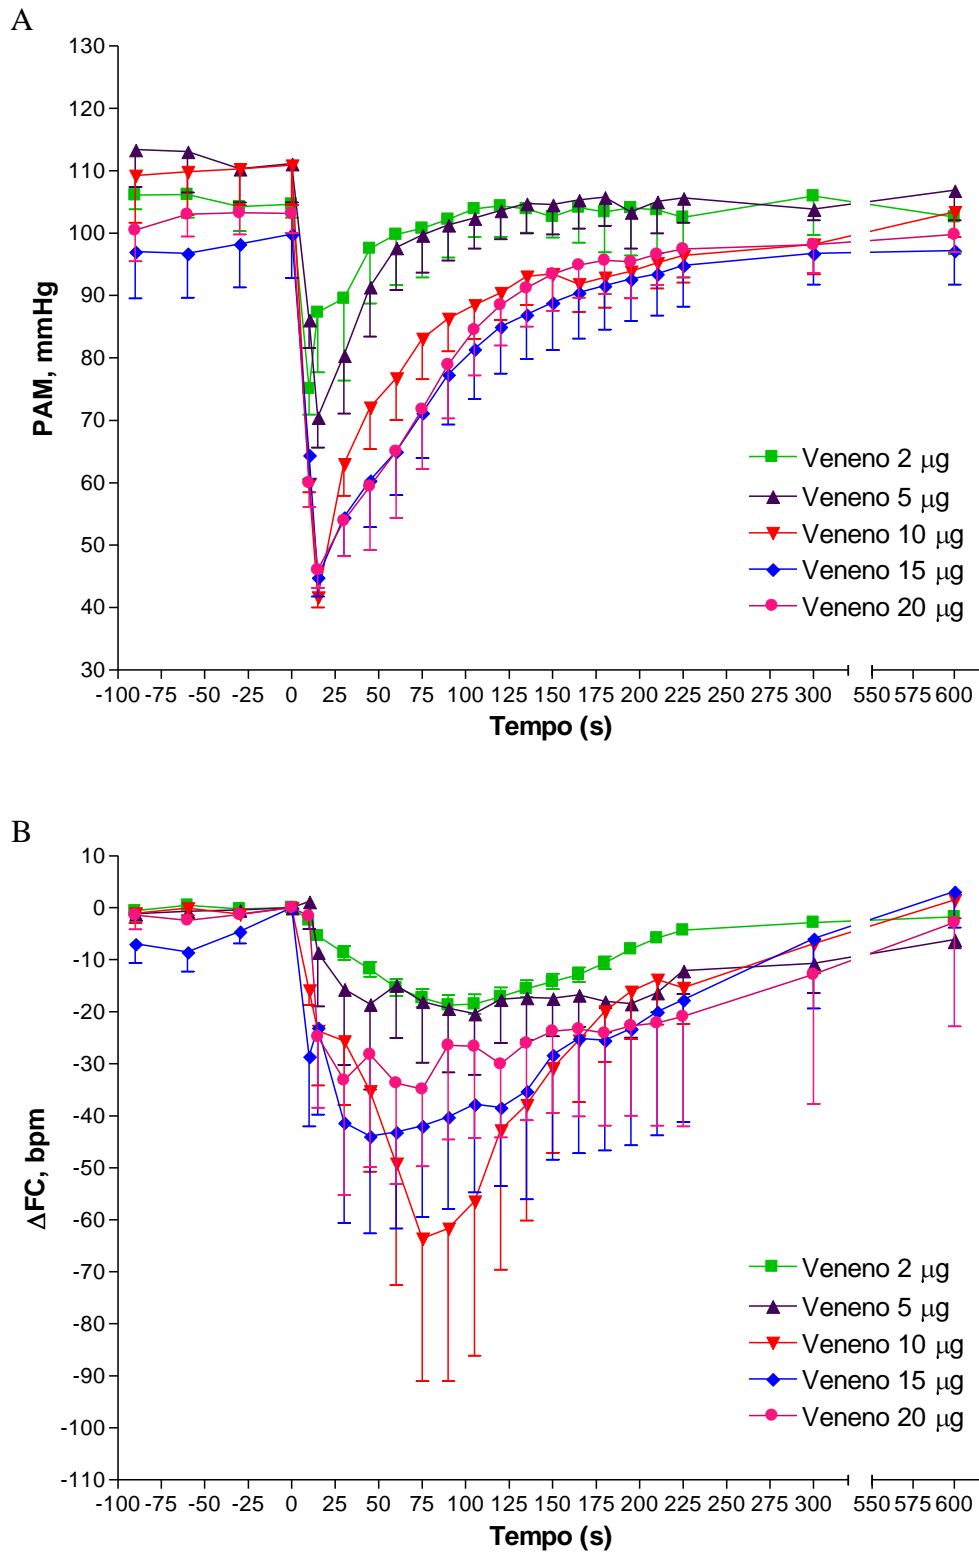 A
130
120
110
100
90
80
70
60
50
40
30
PAM, mmHg
-100 -75 -50 -25 0 25 50 75 100 125 150 175 200 225 250 275 300 550 575 600
Tempo (s)
Veneno 2 μg
Veneno 5 μg
Veneno 10 μg
Veneno 15 μg
Veneno 20 μg
B
10
0
-10
-20
-30
-40
-50
-60
-70
-80
-90
-100
-110
ΔFC, bpm
-100 -75 -50 -25 0 25 50 75 100 125 150 175 200 225 250 275 300 550 575 600
Tempo (s)
Veneno 2 μg
Veneno 5 μg
Veneno 10 μg
Veneno 15 μg
Veneno 20 μg